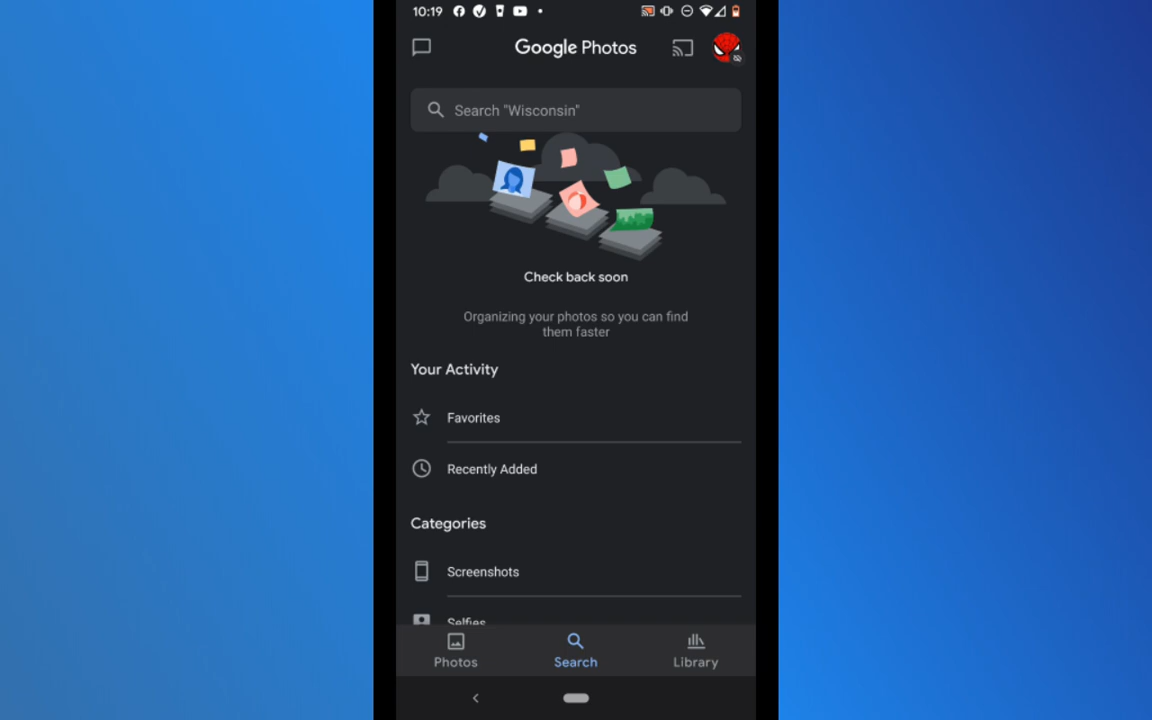 10:19
Google Photos
Search "Wisconsin"
Check back soon
Organizing your photos so you can find
them faster
Your Activity
Favorites
Recently Added
Categories
Screenshots
Selfies
Photos
Search
Library